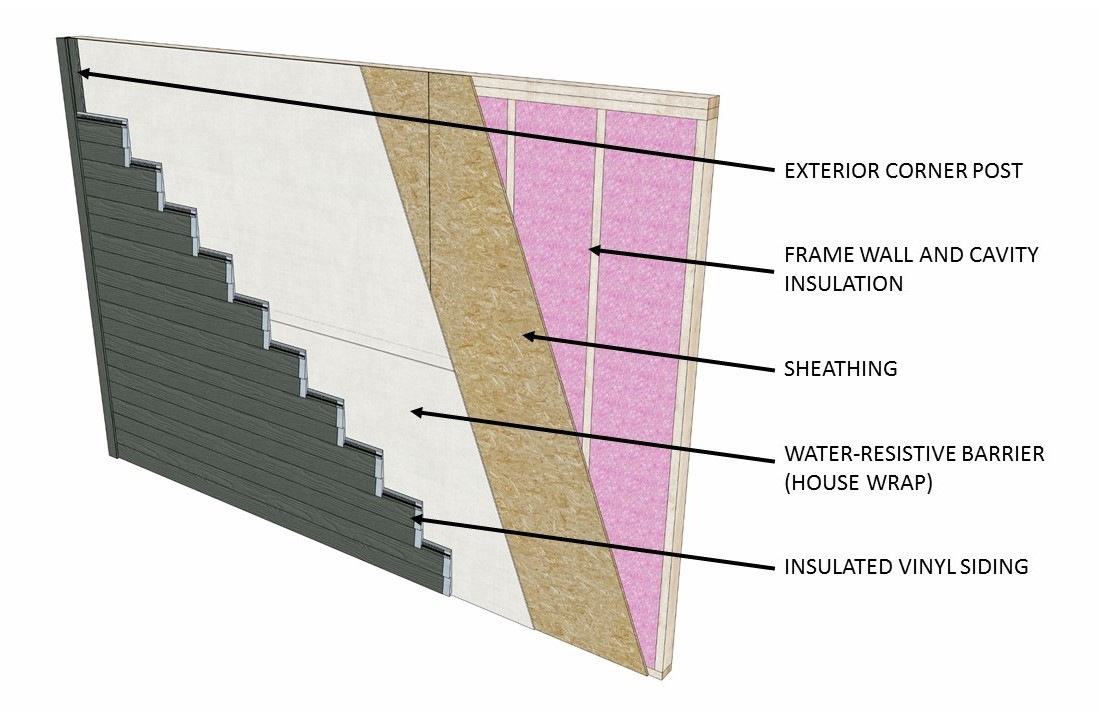 EXTERIOR CORNER POST
FRAME WALL AND CAVITY
INSULATION
SHEATHING
WATER-RESISTIVE BARRIER
(HOUSE WRAP)
INSULATED VINYL SIDING